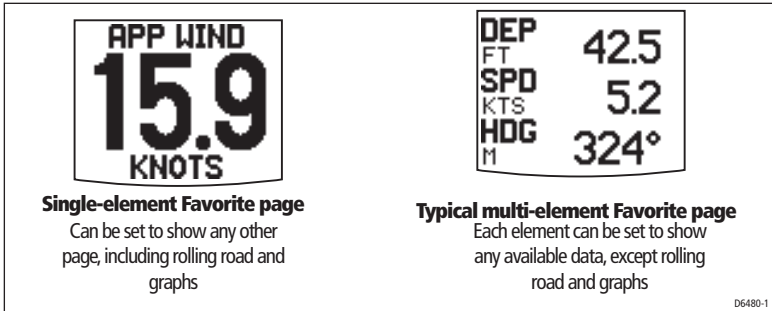 APP WIND
15.9
KNOTS
Single-element Favorite page
Can be set to show any other
page, including rolling road and
graphs
DEP
FT
42.5
SPD
KTS
5.2
HDG
M
324°
Typical multi-element Favorite page
Each element can be set to show
any available data, except rolling
road and graphs
D6480-1